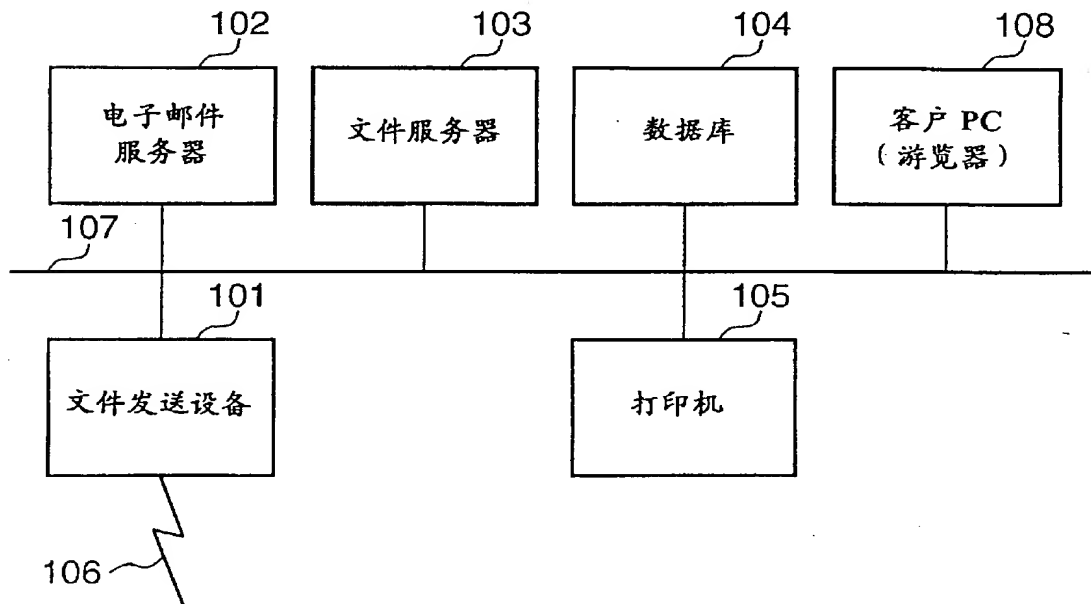 102
103
104
108
电子邮件
服务器
文件服务器
数据库
客户 PC
（游览器）
107
101
105
文件发送设备
打印机
106